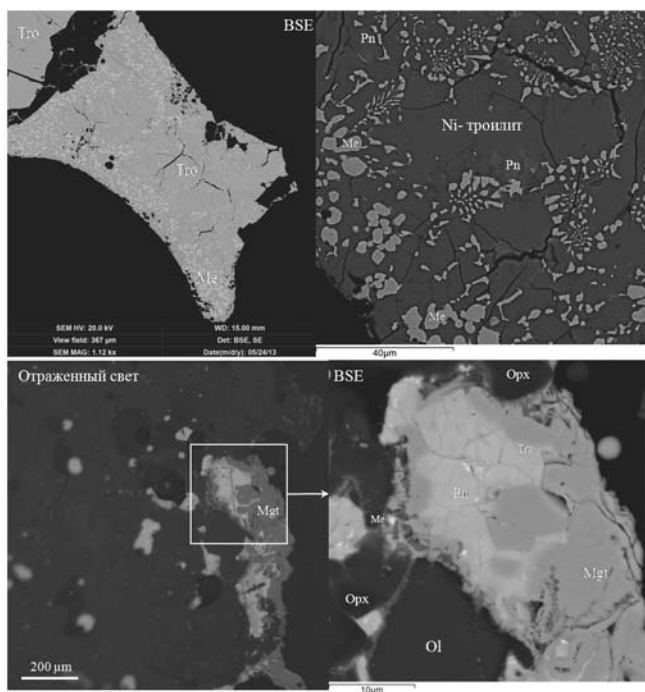 Tro
BSE
Tro
Me
SEM HV: 20.0 kV
WD: 15.00 mm
View field: 367 µm
Det: BSE, SE
SEM MAG: 1.12 kx
Date(m/d/y): 05/24/13
Pn
Ni- троилит
Me
Pn
Me
40µm
Отраженный свет
Mgt
200 µm
BSE
Opx
Tro
Pn
Me
Mgt
Opx
Ol
10µm